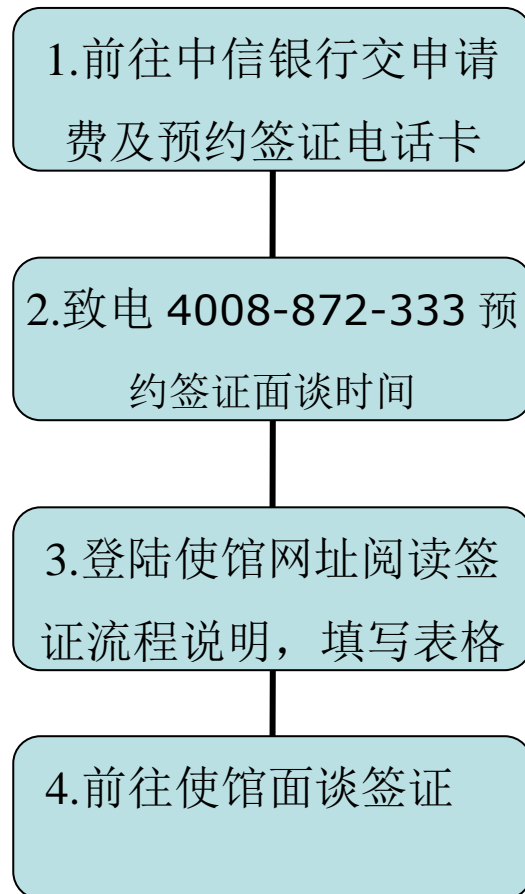 1.前往中信银行交申请
费及预约签证电话卡
2.致电 4008-872-333 预
约签证面谈时间
3.登陆使馆网址阅读签
证流程说明，填写表格
4.前往使馆面谈签证